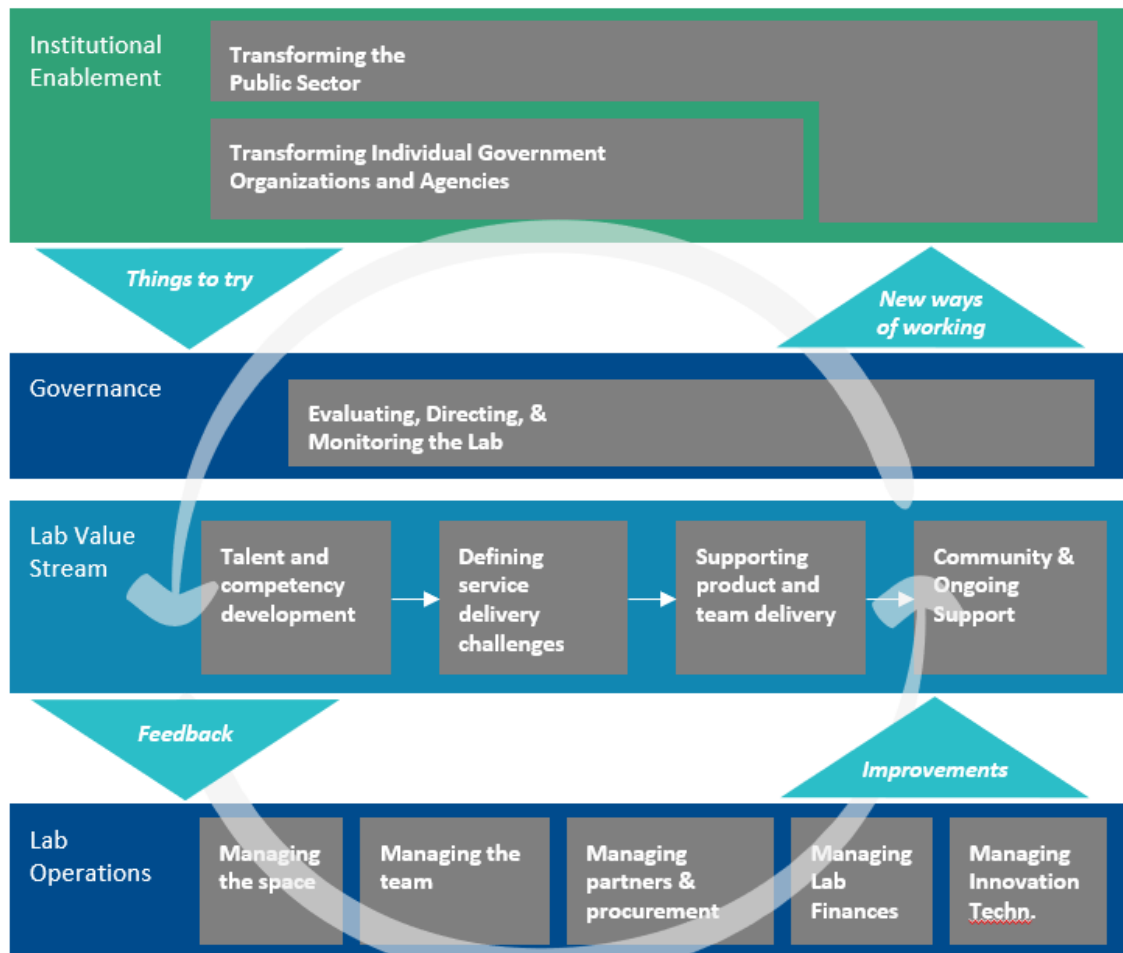 Institutional
Enablement
Transforming the
Public Sector
Transforming Individual Government
Organizations and Agencies
Things to try
New ways
of working
Governance
Evaluating, Directing, &
Monitoring the Lab
Lab Value
Stream
Talent and
competency
development
Defining
service
delivery
challenges
Supporting
product and
team delivery
Community &
Ongoing
Support
Feedback
Improvements
Lab
Operations
Managing
the space
Managing the
team
Managing
partners &
procurement
Managing
Lab
Finances
Managing
Innovation
Techn.